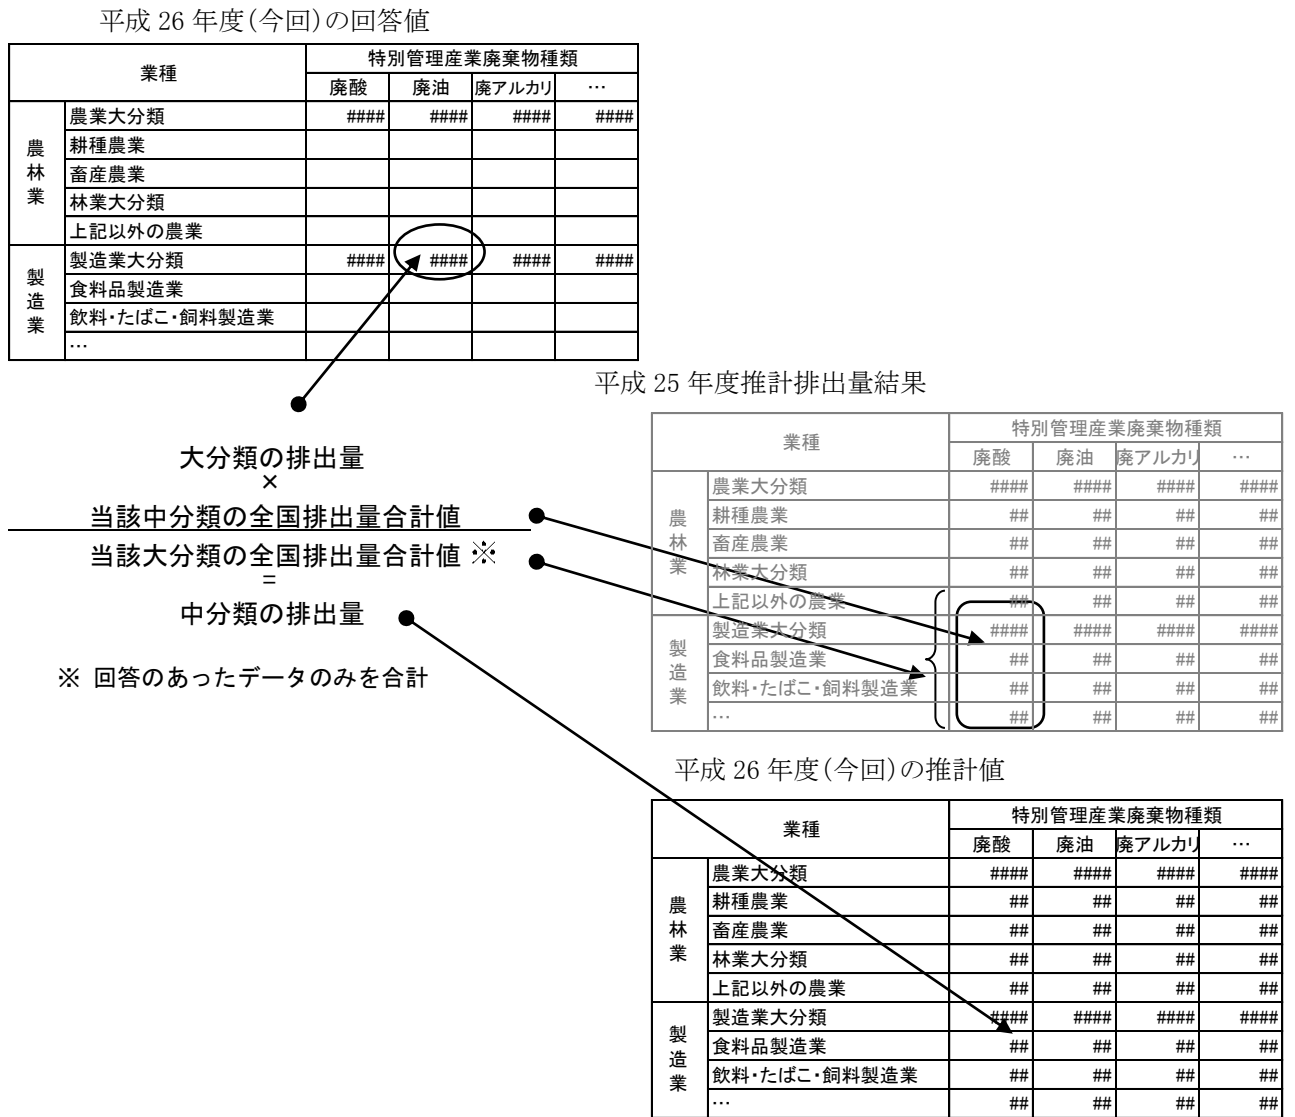 平成 26 年度(今回)の回答値
業種 特別管理産業廃棄物種類
廃酸 廃油 廃アルカリ …
農林業
農業大分類 #### #### #### ####
耕種農業
畜産農業
林業大分類
上記以外の農業
製造業
製造業大分類 #### #### #### ####
食料品製造業
飲料・たばこ・飼料製造業
…
大分類の排出量
×
当該中分類の全国排出量合計値
当該大分類の全国排出量合計値 ※
=
中分類の排出量
※ 回答のあったデータのみを合計
平成 25 年度推計排出量結果
業種 特別管理産業廃棄物種類
廃酸 廃油 廃アルカリ …
農林業
農業大分類 #### #### #### ####
耕種農業 ## ## ## ##
畜産農業 ## ## ## ##
林業大分類 ## ## ## ##
上記以外の農業 ## ## ## ##
製造業
製造業大分類 #### #### #### ####
食料品製造業 ## ## ## ##
飲料・たばこ・飼料製造業 ## ## ## ##
… ## ## ## ##
平成 26 年度(今回)の推計値
業種 特別管理産業廃棄物種類
廃酸 廃油 廃アルカリ …
農林業
農業大分類 #### #### #### ####
耕種農業 ## ## ## ##
畜産農業 ## ## ## ##
林業大分類 ## ## ## ##
上記以外の農業 ## ## ## ##
製造業
製造業大分類 #### #### #### ####
食料品製造業 ## ## ## ##
飲料・たばこ・飼料製造業 ## ## ## ##
… ## ## ## ##